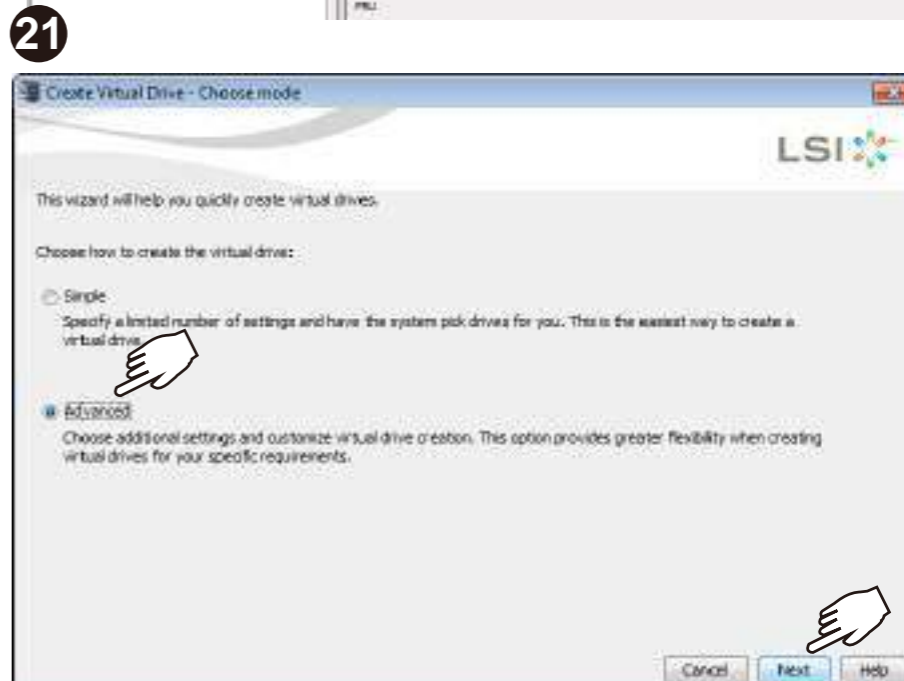 21
Create Virtual Drive - Choose mode
LSI
This wizard will help you quickly create virtual drives.
Choose how to create the virtual drive:
Simple
Specify a limited number of settings and have the system pick drives for you. This is the easiest way to create a
virtual drive.
Advanced
Choose additional settings and customize virtual drive creation. This option provides greater flexibility when creating
virtual drives for your specific requirements.
Cancel Next Help